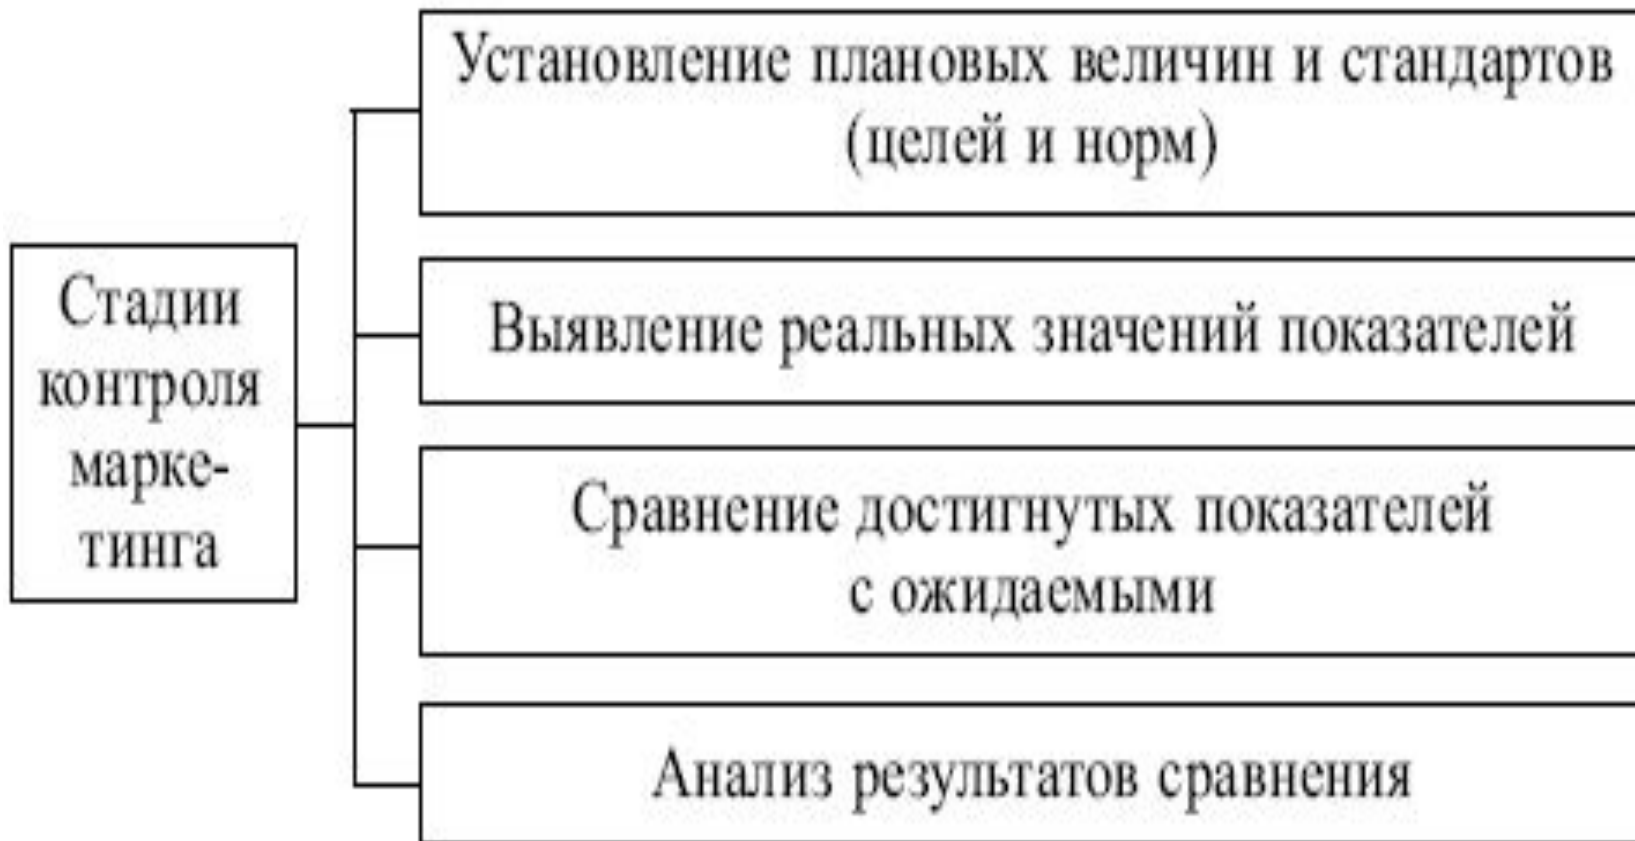 Стадии
контроля
марке-
тинга
Установление плановых величин и стандартов
(целей и норм)
Выявление реальных значений показателей
Сравнение достигнутых показателей
с ожидаемыми
Анализ результатов сравнения